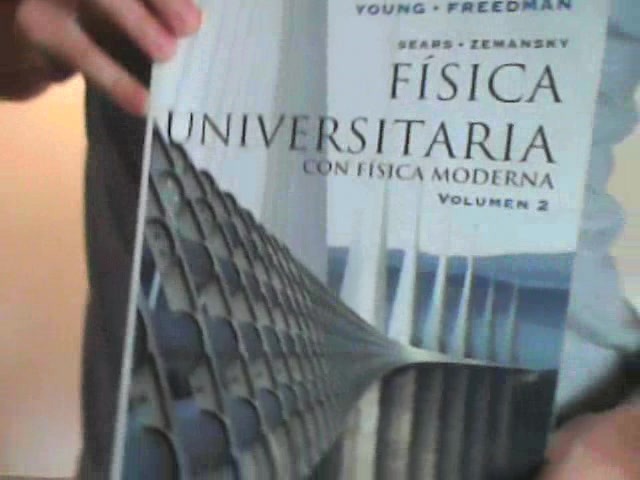 YOUNG • FREEDMAN
SEARS • ZEMANSKY
FÍSICA
UNIVERSITARIA
CON FÍSICA MODERNA
VOLUMEN 2